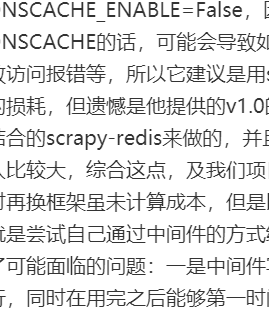 ONSCACHE_ENABLE=False，因
ONSCACHE的话，可能会导致如
访问报错等，所以它建议是用s
的损耗，但遗憾是他提供的v1.0的
结合的scrapy-redis来做的，并且
比较大，综合这点，及我们项
时再换框架虽未计算成本，但是
就是尝试自己通过中间件的方式
了可能面临的问题：一是中间件
行，同时在用完之后能够第一时间